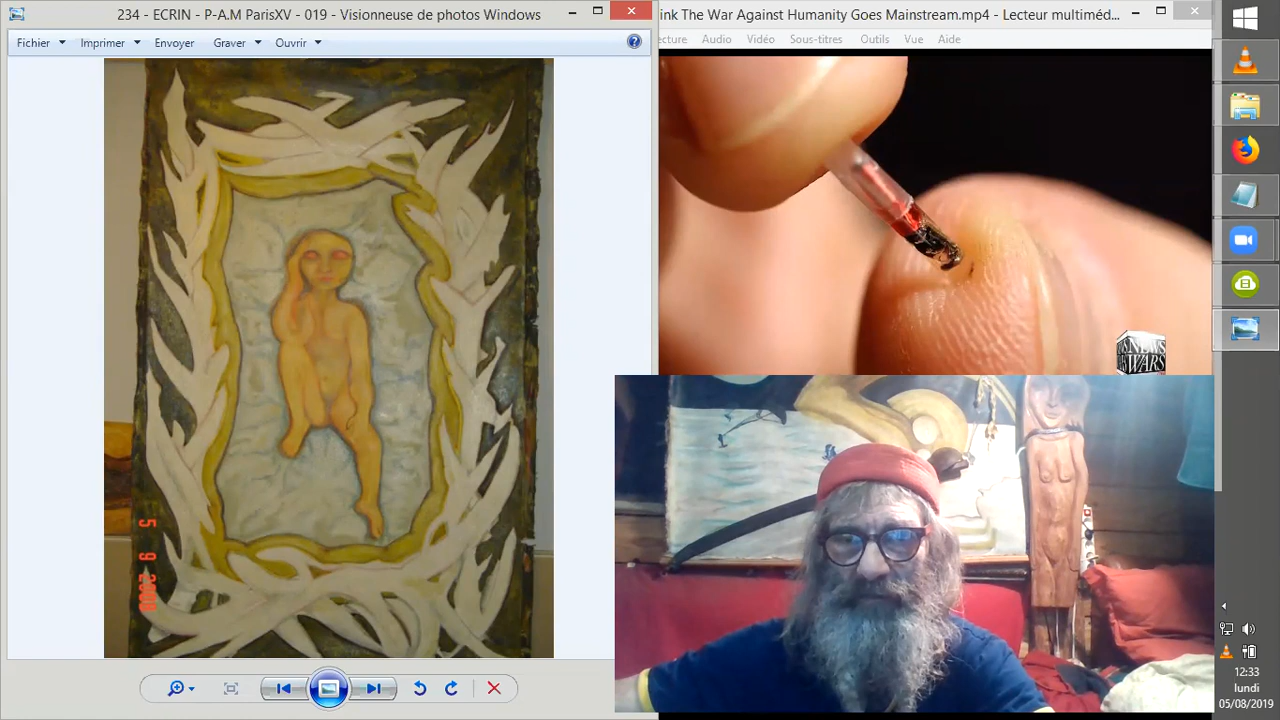 234 - ECRIN - P-A.M ParisXV - 019 - Visionneuse de photos Windows
Fichier Imprimer Envoyer Graver Ouvrir
5 9 2000
ink The War Against Humanity Goes Mainstream.mp4 - Lecteur multiméd...
ecture Audio Vidéo Sous-titres Outils Vue Aide
NEWS
WARS
12:33
lundi
05/08/2019